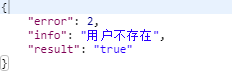 {
    "error": 2,
    "info": "用户不存在",
    "result": "true"
}